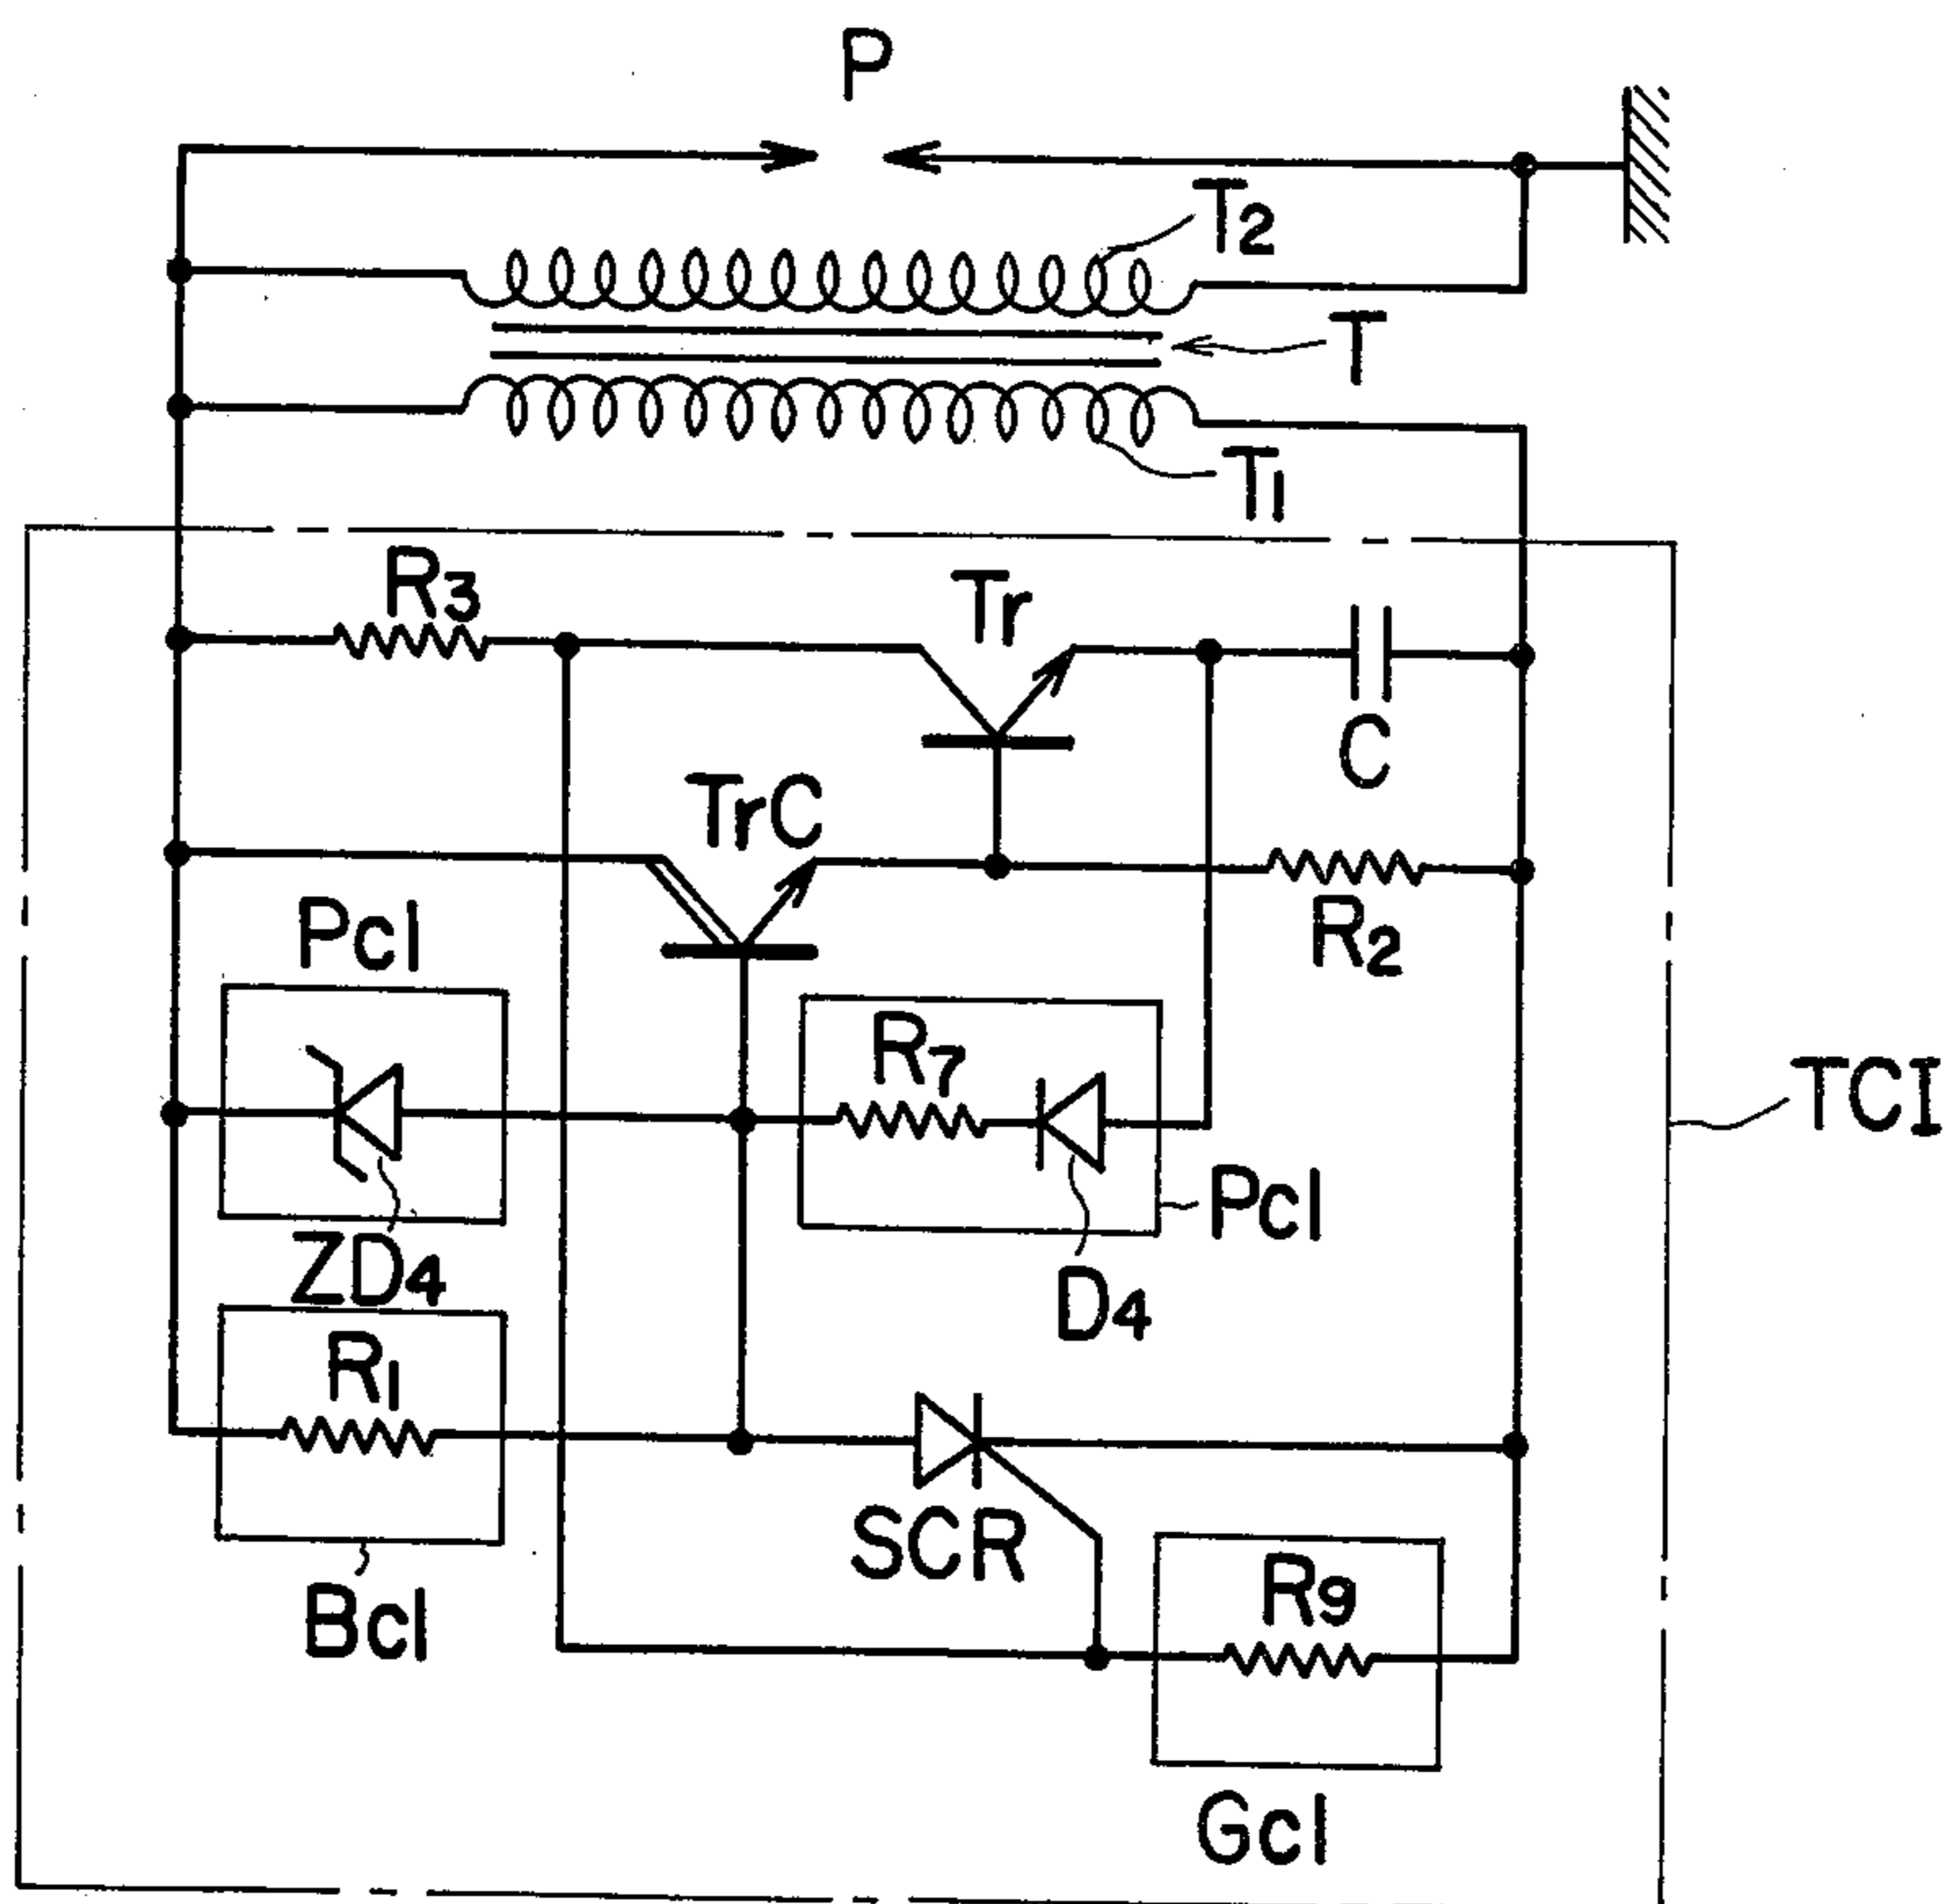 P
T2
T
T1
R3
Tr
C
TrC
R2
Pcl
R7
TCI
Pcl
ZD4
D4
R1
SCR
R9
Bcl
Gcl